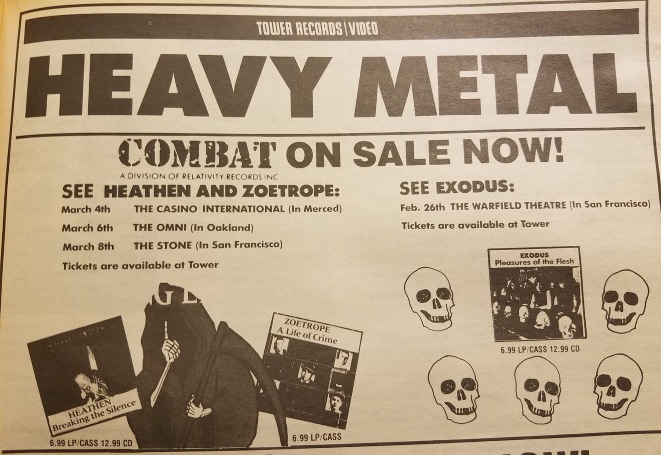 TOWER RECORDS | VIDEO
HEAVY METAL
COMBAT ON SALE NOW!
A DIVISION OF RELATIVITY RECORDS INC
SEE HEATHEN AND ZOETROPE:
March 4th THE CASINO INTERNATIONAL (In Merced)
March 6th THE OMNI (In Oakland)
March 8th THE STONE (In San Francisco)
Tickets are available at Tower
SEE EXODUS:
Feb. 26th THE WARFIELD THEATRE (In San Francisco)
Tickets are available at Tower
HEATHEN
Breaking the Silence
6.99 LP/CASS 12.99 CD
ZOETROPE
A Life of Crime
6.99 LP/CASS
EXODUS
Pleasures of the Flesh
6.99 LP/CASS 12.99 CD